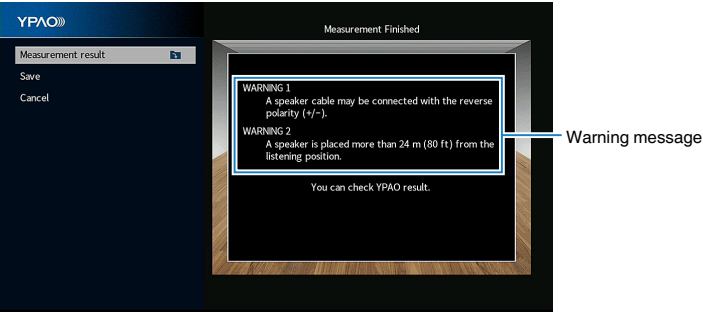 YPAO
Measurement Finished
Measurement result
Save
Cancel
WARNING 1
A speaker cable may be connected with the reverse
polarity (+/-).
WARNING 2
A speaker is placed more than 24 m (80 ft) from the
listening position.
You can check YPAO result.
Warning message